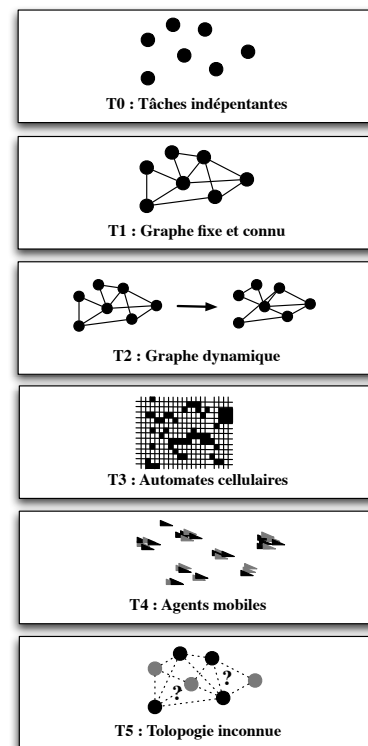 T0 : Tâches indépentantes
T1 : Graphe fixe et connu
T2 : Graphe dynamique
T3 : Automates cellulaires
T4 : Agents mobiles
?
?
T5 : Tolopogie inconnue